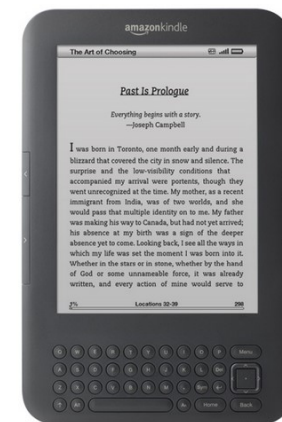 amazonkindle
The Art of Choosing
Past Is Prologue
Everything begins with a story.
—Joseph Campbell
I was born in Toronto, one month early and during a
blizzard that covered the city in snow and silence. The
surprise and the low-visibility conditions that
accompanied my arrival were portents, though they
went unrecognized at the time. My mother, as a recent
immigrant from India, was of two worlds, and she
would pass that multiple identity on to me. My father
was making his way to Canada, but had not yet arrived;
his absence at my birth was a sign of the deeper
absence yet to come. Looking back, I see all the ways in
which my life was set the moment I was born into it.
Whether in the stars or in stone, whether by the hand
of God or some unnameable force, it was already
written, and every action of mine would serve to
Locations 32-39
Q W E R T Y U I O P Menu
A S D F G H J K L Del
Z X C V B N M
Alt Home Back